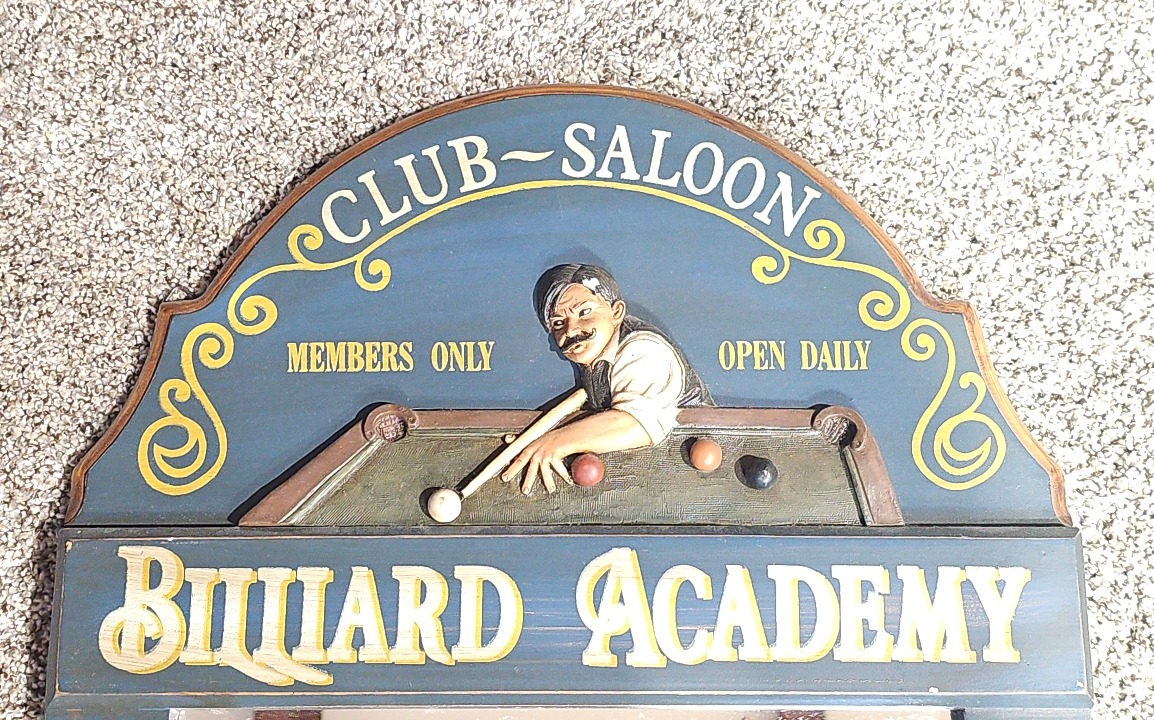 CLUB~SALOON
MEMBERS ONLY
OPEN DAILY
BILLIARD ACADEMY